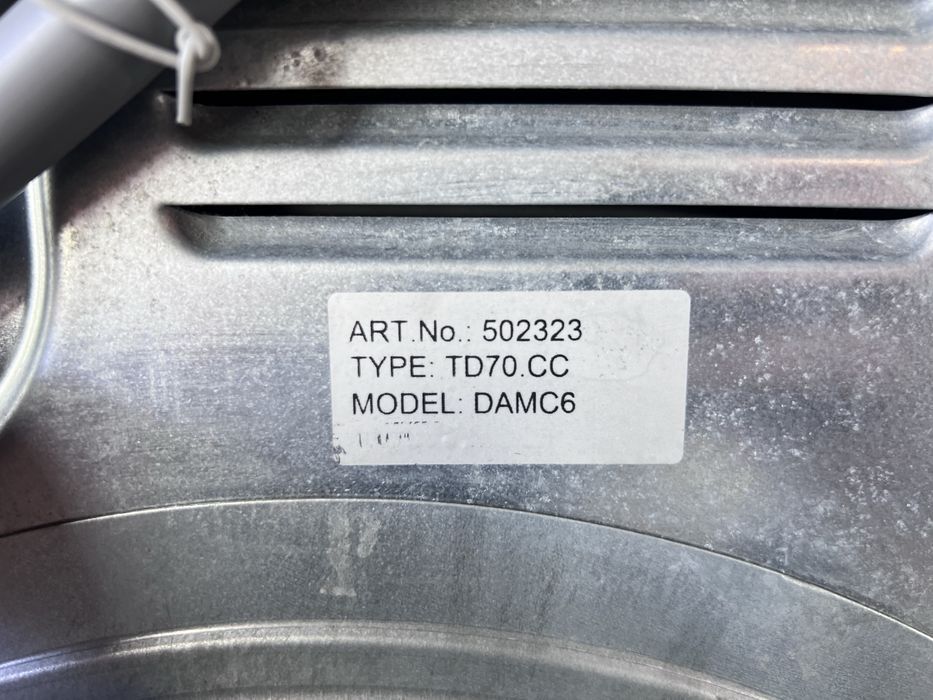 ART.No.: 502323
TYPE: TD70.CC
MODEL: DAMC6